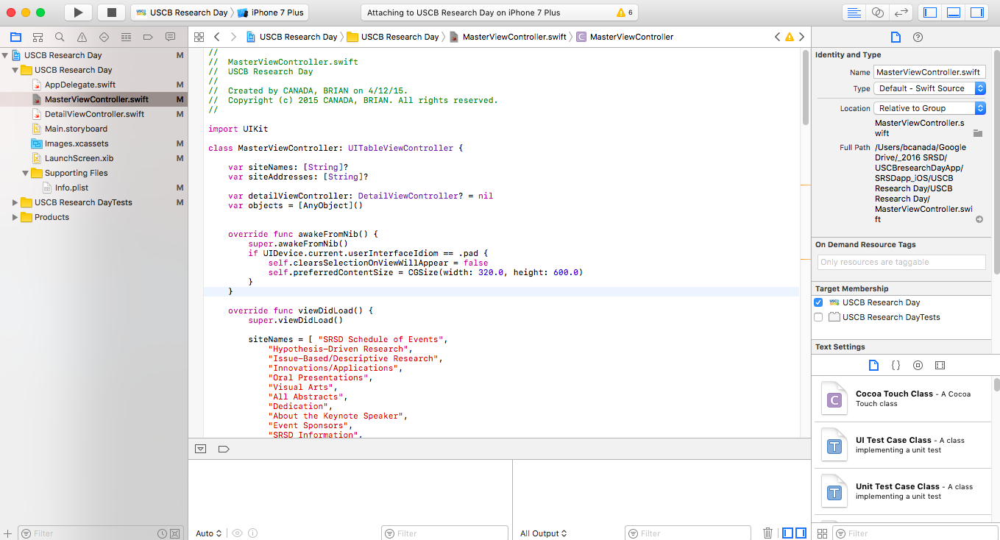 USCB Research Day
iPhone 7 Plus
Attaching to USCB Research Day on iPhone 7 Plus
6
USCB Research Day
USCB Research Day
MasterViewController.swift
C
MasterViewController
USCB Research Day M
USCB Research Day
AppDelegate.swift M
MasterViewController.swift M
DetailViewController.swift M
Main.storyboard
Images.xcassets M
LaunchScreen.xib M
Supporting Files
Info.plist M
USCB Research DayTests M
Products
Filter
//
//  MasterViewController.swift
//  USCB Research Day
//
//  Created by CANADA, BRIAN on 4/12/15.
//  Copyright (c) 2015 CANADA, BRIAN. All rights reserved.
//
import UIKit
class MasterViewController: UITableViewController {
    var siteNames: [String]?
    var siteAddresses: [String]?
    var detailViewController: DetailViewController? = nil
    var objects = [AnyObject]()
    override func awakeFromNib() {
        super.awakeFromNib()
        if UIDevice.current.userInterfaceIdiom == .pad {
            self.clearsSelectionOnViewWillAppear = false
            self.preferredContentSize = CGSize(width: 320.0, height: 600.0)
        }
    }
    override func viewDidLoad() {
        super.viewDidLoad()
        siteNames = [ "SRSD Schedule of Events",
            "Hypothesis-Driven Research",
            "Issue-Based/Descriptive Research",
            "Innovations/Applications",
            "Oral Presentations",
            "Visual Arts",
            "All Abstracts",
            "Dedication",
            "About the Keynote Speaker",
            "Event Sponsors",
            "SRSD Information",
Auto
Filter
All Output
Filter
Identity and Type
Name MasterViewController.swift
Type Default - Swift Source
Location Relative to Group
MasterViewController.s
wift
Full Path /Users/bcanada/Google
Drive/_2016 SRSD/
USCBresearchDayApp/
SRSDapp_iOS/USCB
Research Day/USCB
Research Day/
MasterViewController.swi
ft
On Demand Resource Tags
Only resources are taggable
Target Membership
USCB Research Day
USCB Research DayTests
Text Settings
{ }
C
Cocoa Touch Class - A Cocoa
Touch class
T
UI Test Case Class - A class
implementing a unit test
T
Unit Test Case Class - A class
implementing a unit test
Filter